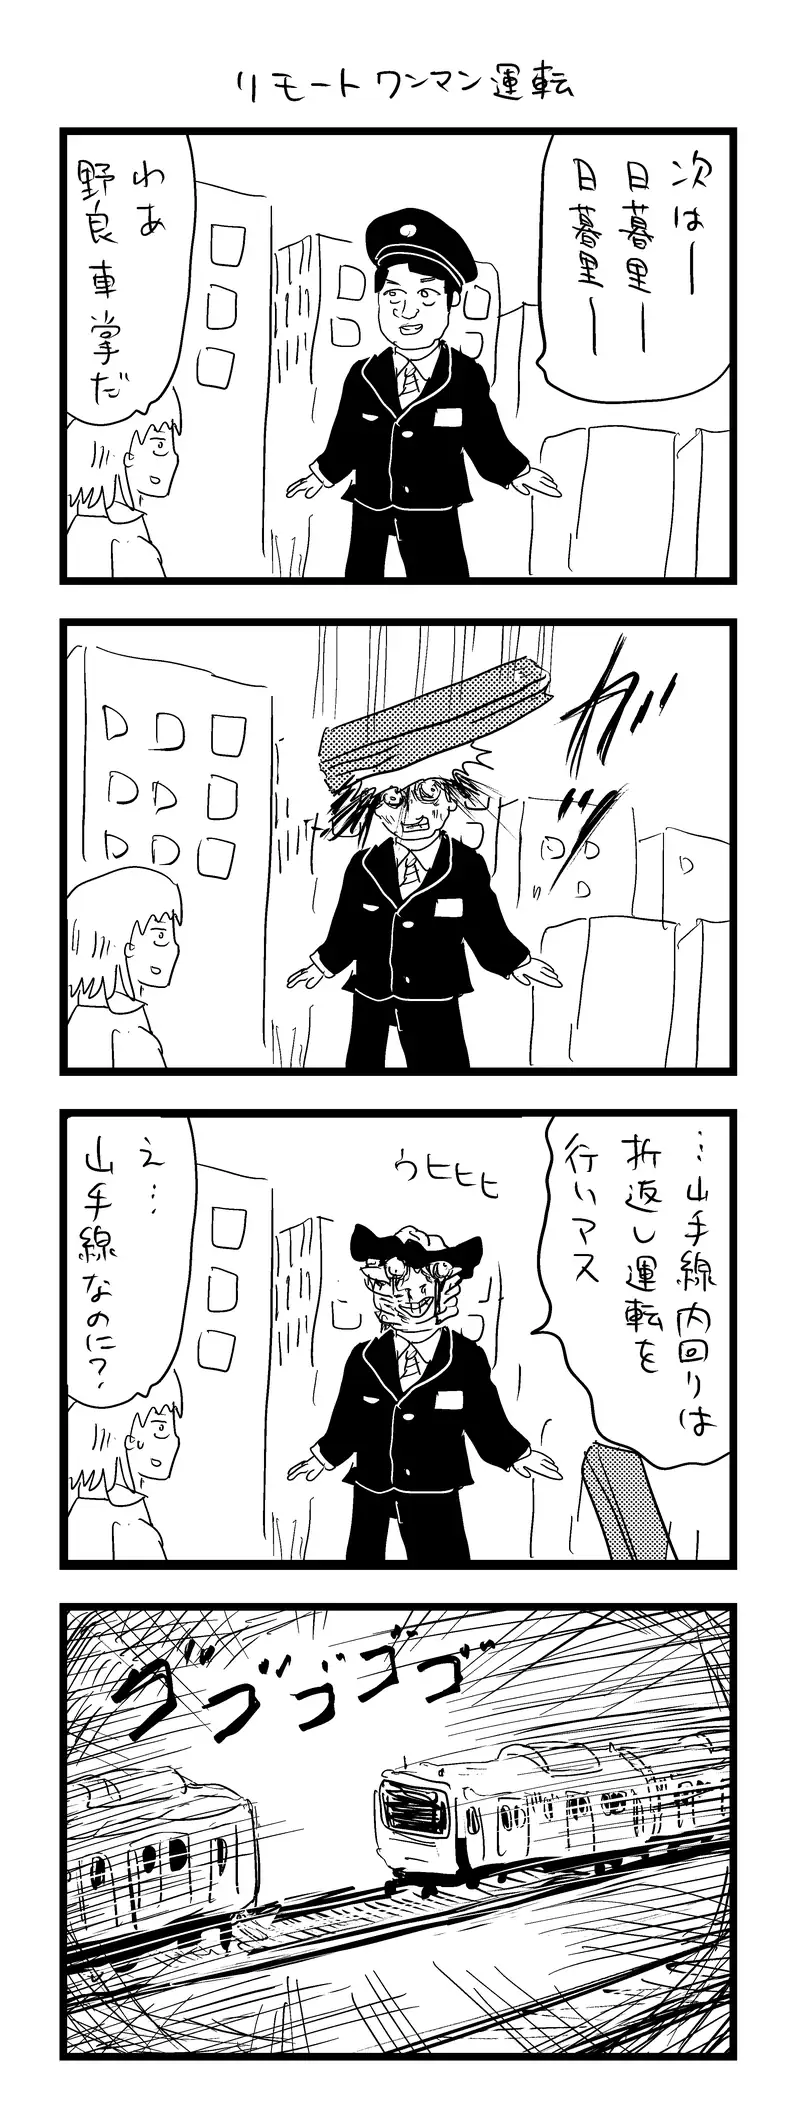 リモートワンマン運転
次はー
日暮里ー
日暮里ー
わあ
野良車掌だ
ガッ
…山手線内回りは
折返し運転を
行いマス
ウヒヒヒ
え…
山手線なのに?
ゴゴゴゴゴ